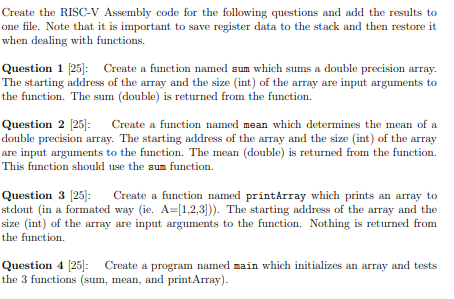 Create the RISC-V Assembly code for the following questions and add the results to
one file. Note that it is important to save register data to the stack and then restore it
when dealing with functions.
Question 1 [25]: Create a function named sum which sums a double precision array.
The starting address of the array and the size (int) of the array are input arguments to
the function. The sum (double) is returned from the function.
Question 2 [25]: Create a function named mean which determines the mean of a
double precision array. The starting address of the array and the size (int) of the array
are input arguments to the function. The mean (double) is returned from the function.
This function should use the sum function.
Question 3 [25]: Create a function named printArray which prints an array to
stdout (in a formated way (ie. A=[1,2,3])). The starting address of the array and the
size (int) of the array are input arguments to the function. Nothing is returned from
the function.
Question 4 [25]: Create a program named main which initializes an array and tests
the 3 functions (sum, mean, and printArray).